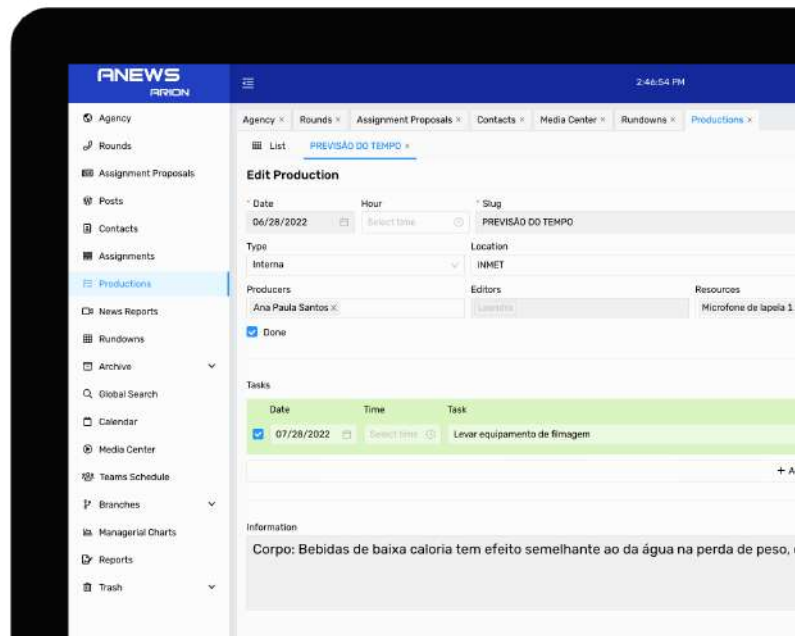 ANEWS
ARION
2:46:54 PM
Agency
Rounds
Assignment Proposals
Posts
Contacts
Assignments
Productions
News Reports
Rundowns
Archive
Global Search
Calendar
Media Center
Teams Schedule
Branches
Managerial Charts
Reports
Trash
Agency × Rounds × Assignment Proposals × Contacts × Media Center × Rundowns × Productions ×
List PREVISÃO DO TEMPO ×
Edit Production
* Date Hour * Slug
06/28/2022 Select time PREVISÃO DO TEMPO
Type Location
Interna INMET
Producers Editors Resources
Ana Paula Santos × Microfone de lapela 1
Done
Tasks
Date Time Task
07/28/2022 Select time Levar equipamento de filmagem
+ A
Information
Corpo: Bebidas de baixa caloria tem efeito semelhante ao da água na perda de peso,